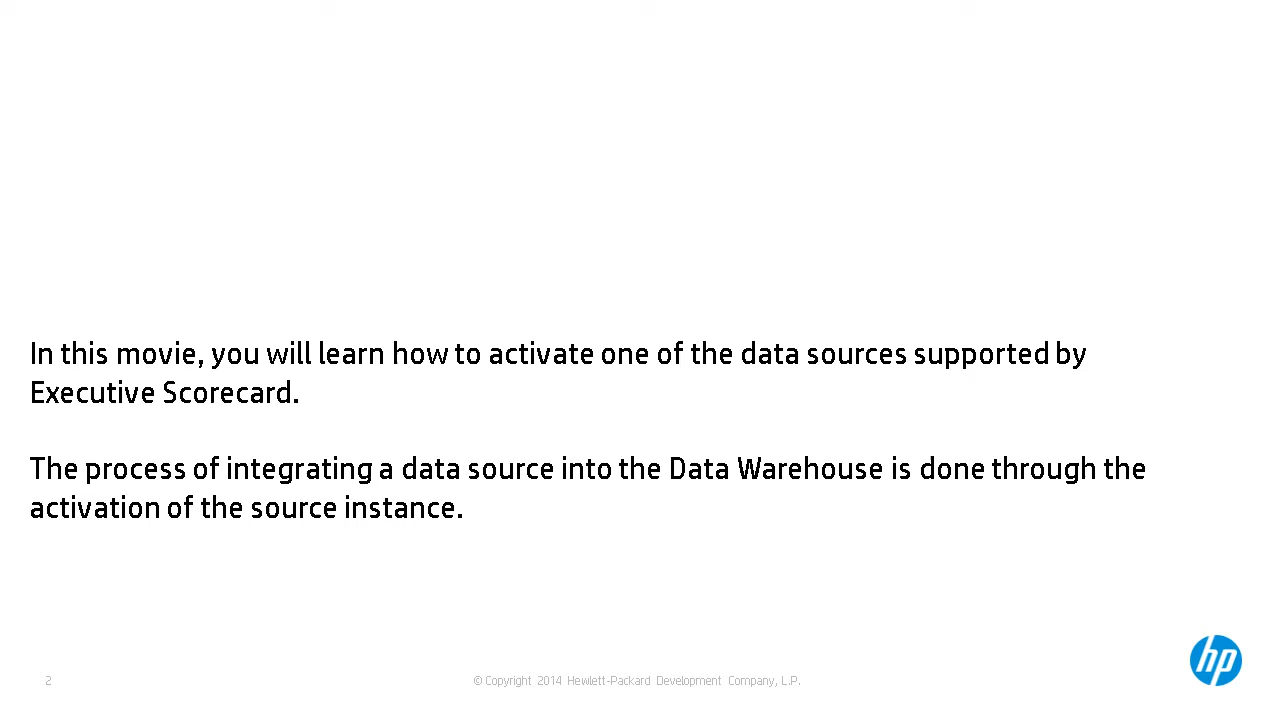 In this movie, you will learn how to activate one of the data sources supported by
Executive Scorecard.
The process of integrating a data source into the Data Warehouse is done through the
activation of the source instance.
2
© Copyright 2014 Hewlett-Packard Development Company, L.P.
hp